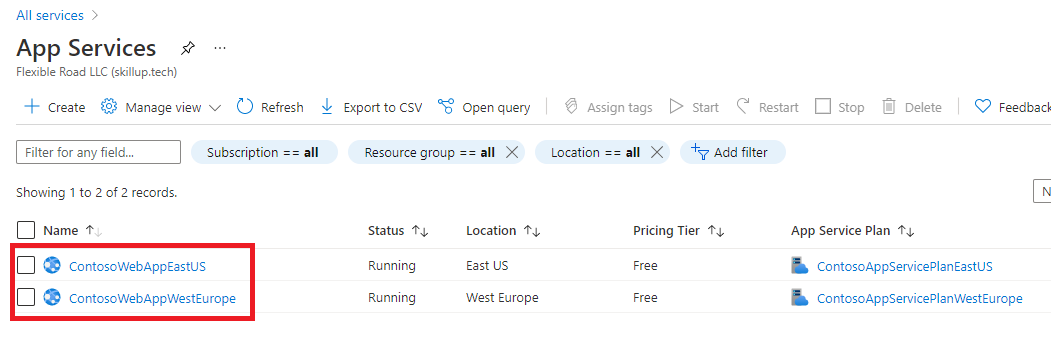 All services
App Services ...
Flexible Road LLC (skillup.tech)
Create Manage view Refresh Export to CSV Open query Assign tags Start Restart Stop Delete Feedback
Filter for any field... Subscription == all Resource group == all Location == all Add filter
Showing 1 to 2 of 2 records.
Name Status Location Pricing Tier App Service Plan
ContosoWebAppEastUS Running East US Free ContosoAppServicePlanEastUS
ContosoWebAppWestEurope Running West Europe Free ContosoAppServicePlanWestEurope